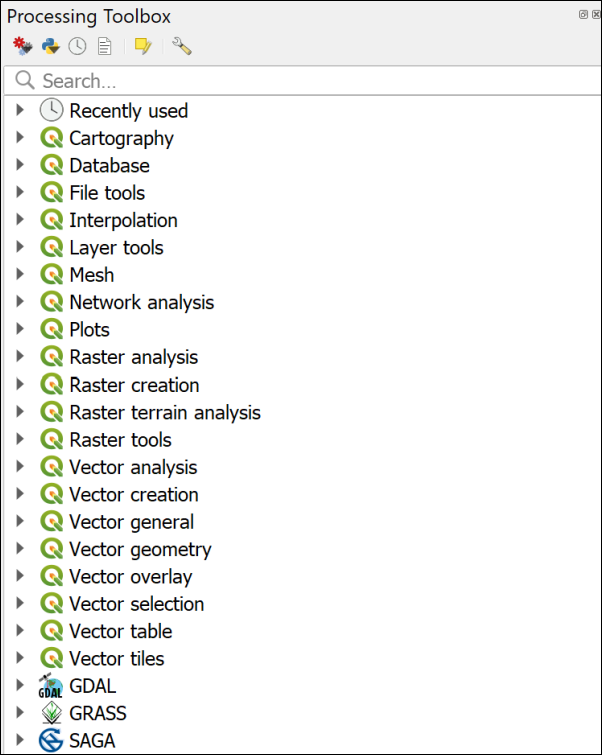 Processing Toolbox
Search...
Recently used
Cartography
Database
File tools
Interpolation
Layer tools
Mesh
Network analysis
Plots
Raster analysis
Raster creation
Raster terrain analysis
Raster tools
Vector analysis
Vector creation
Vector general
Vector geometry
Vector overlay
Vector selection
Vector table
Vector tiles
GDAL GDAL
GRASS
SAGA